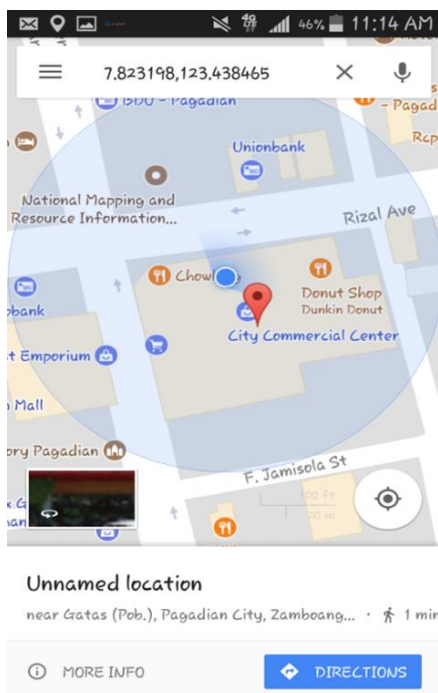 4G 46% 11:14 AM
7.823198,123.438465
BDO - Pagadian
- Pagad
Unionbank
National Mapping and
Resource Information...
Rizal Ave
Chowk
Donut Shop
Dunkin Donut
bank
City Commercial Center
t Emporium
Mall
ory Pagadian
F. Jamisola St
100 ft
20 m
Unnamed location
near Gatas (Pob.), Pagadian City, Zamboang... · 1 min
MORE INFO
DIRECTIONS